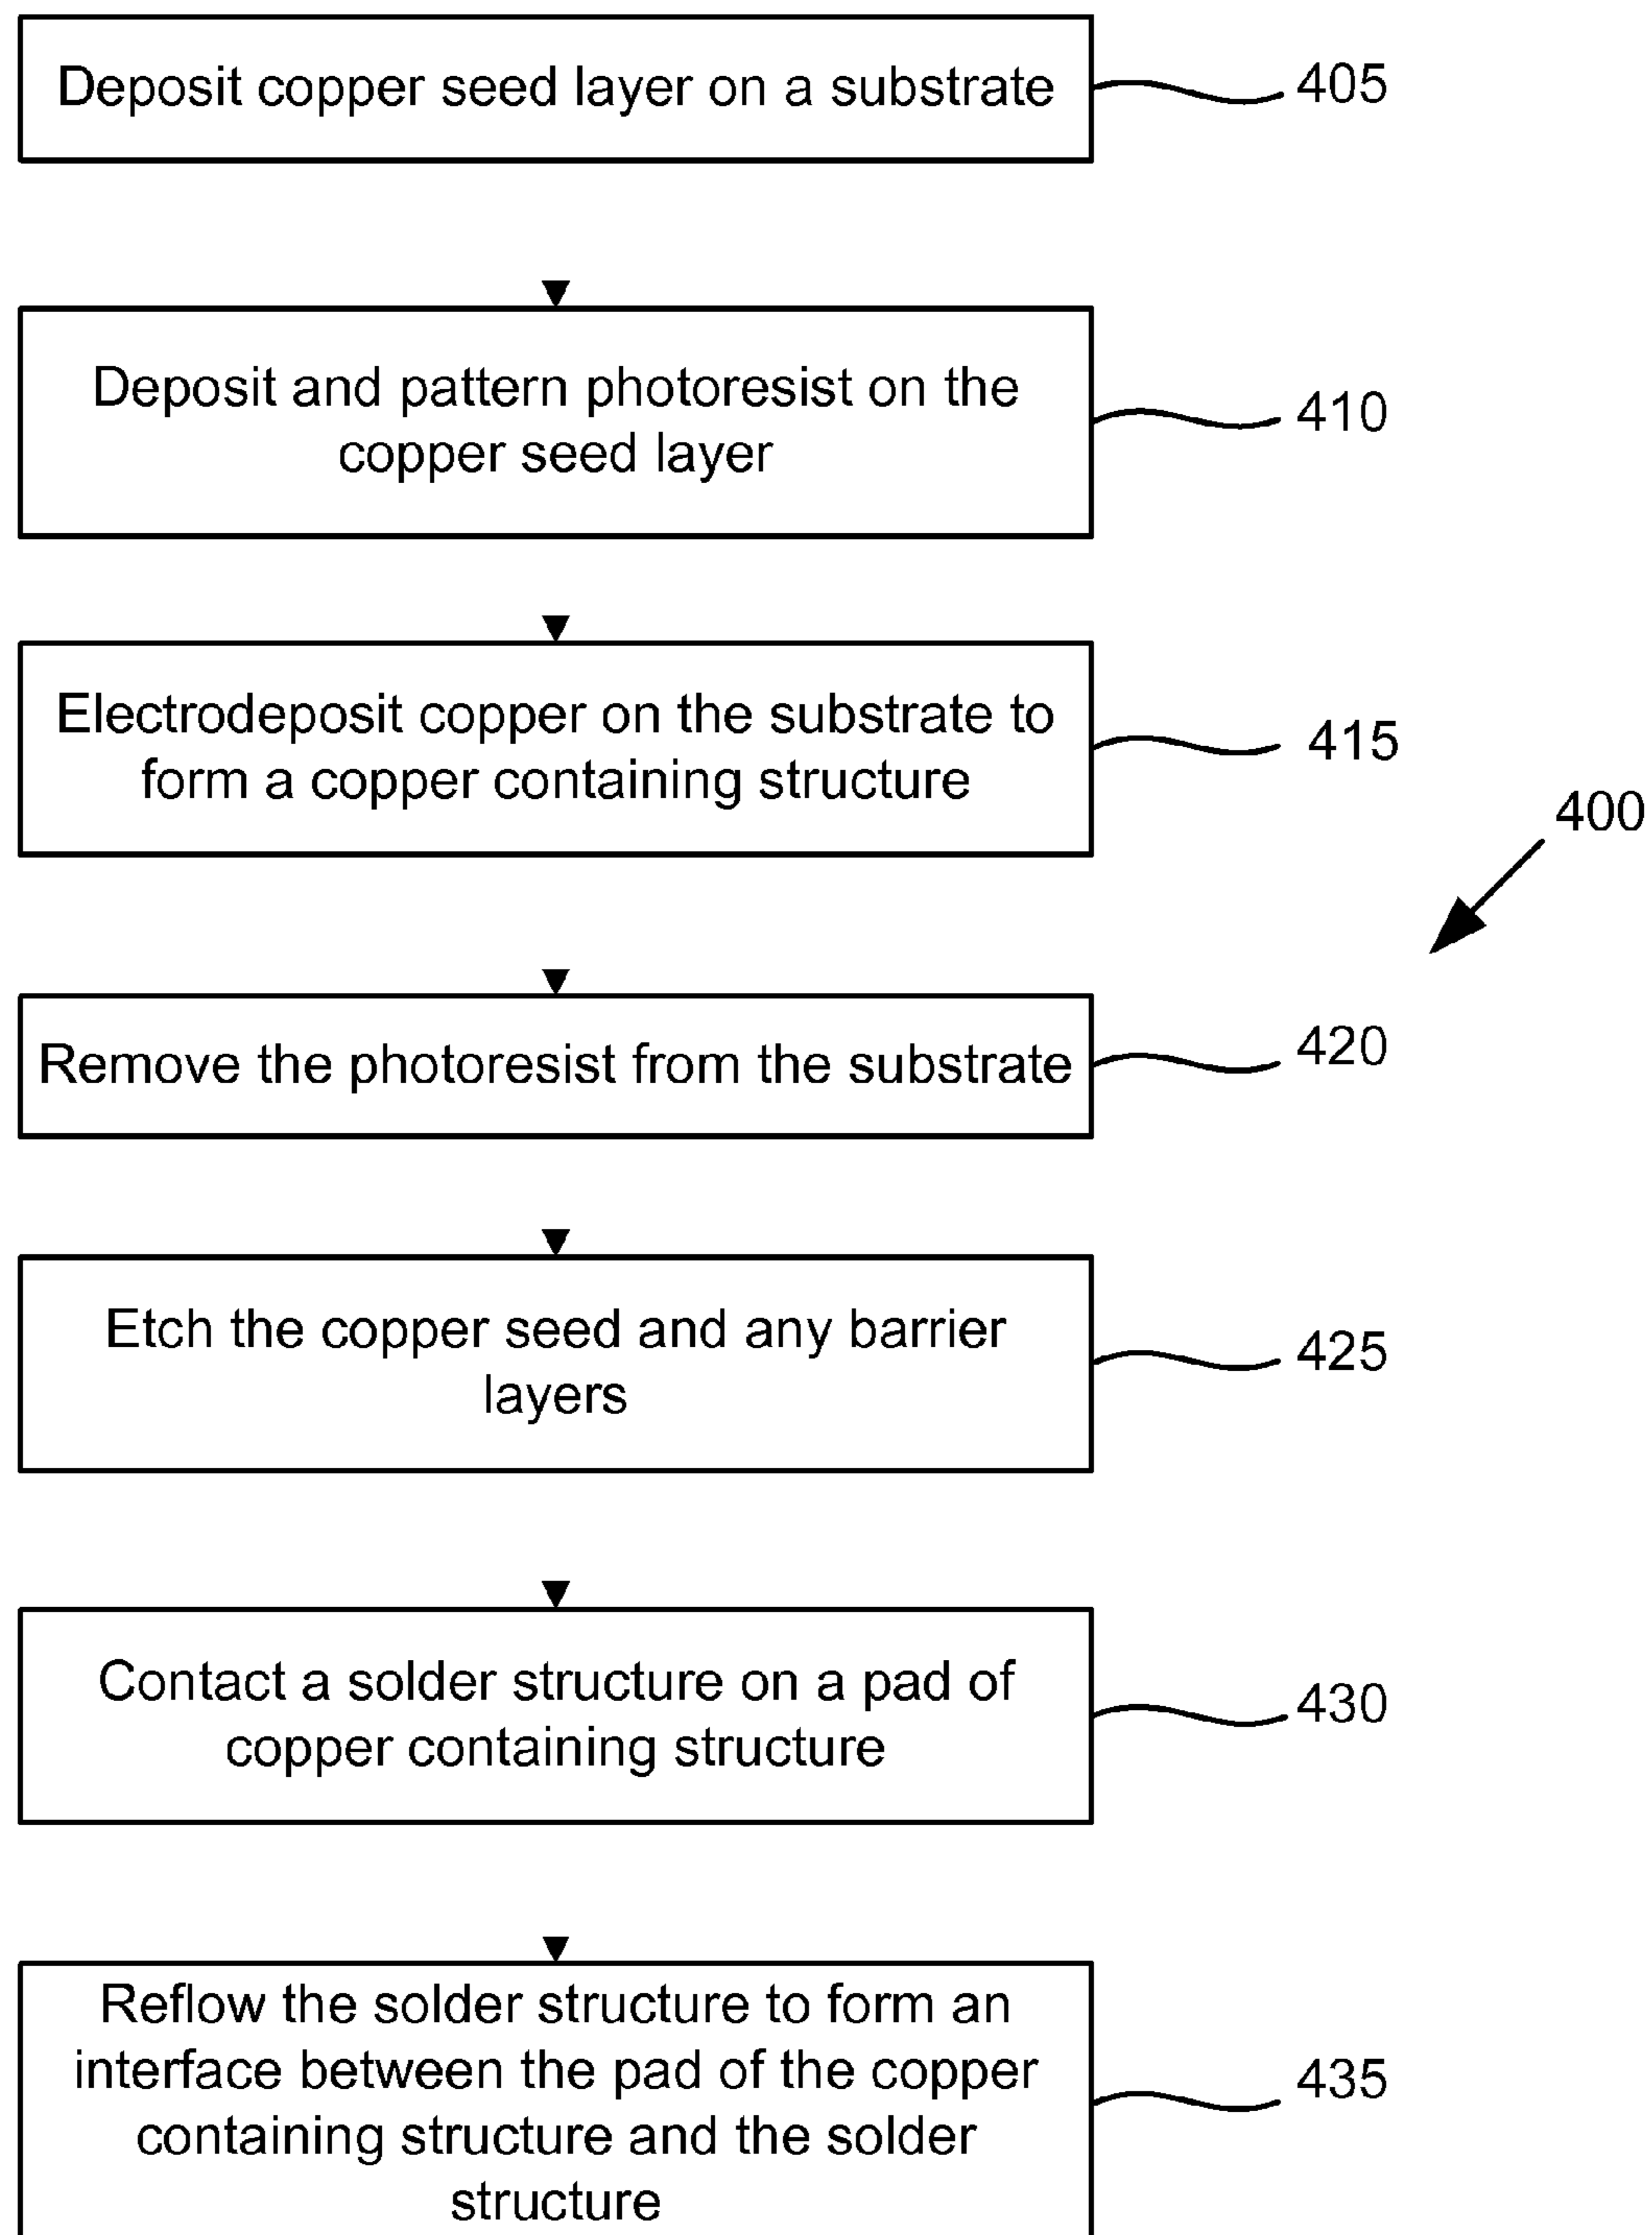 Deposit copper seed layer on a substrate
405
Deposit and pattern photoresist on the
copper seed layer
410
Electrodeposit copper on the substrate to
form a copper containing structure
415
400
Remove the photoresist from the substrate
420
Etch the copper seed and any barrier
layers
425
Contact a solder structure on a pad of
copper containing structure
430
Reflow the solder structure to form an
interface between the pad of the copper
containing structure and the solder
structure
435